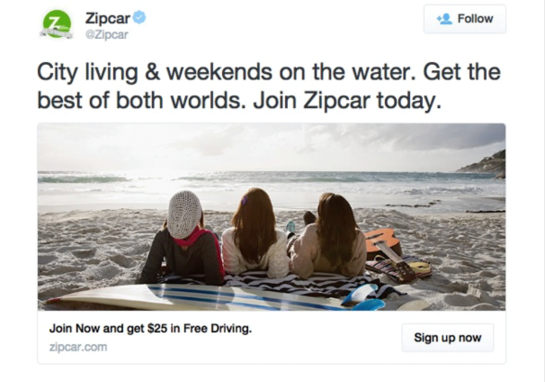 Zipcar
@Zipcar
Follow
City living & weekends on the water. Get the
best of both worlds. Join Zipcar today.
Join Now and get $25 in Free Driving.
zipcar.com
Sign up now